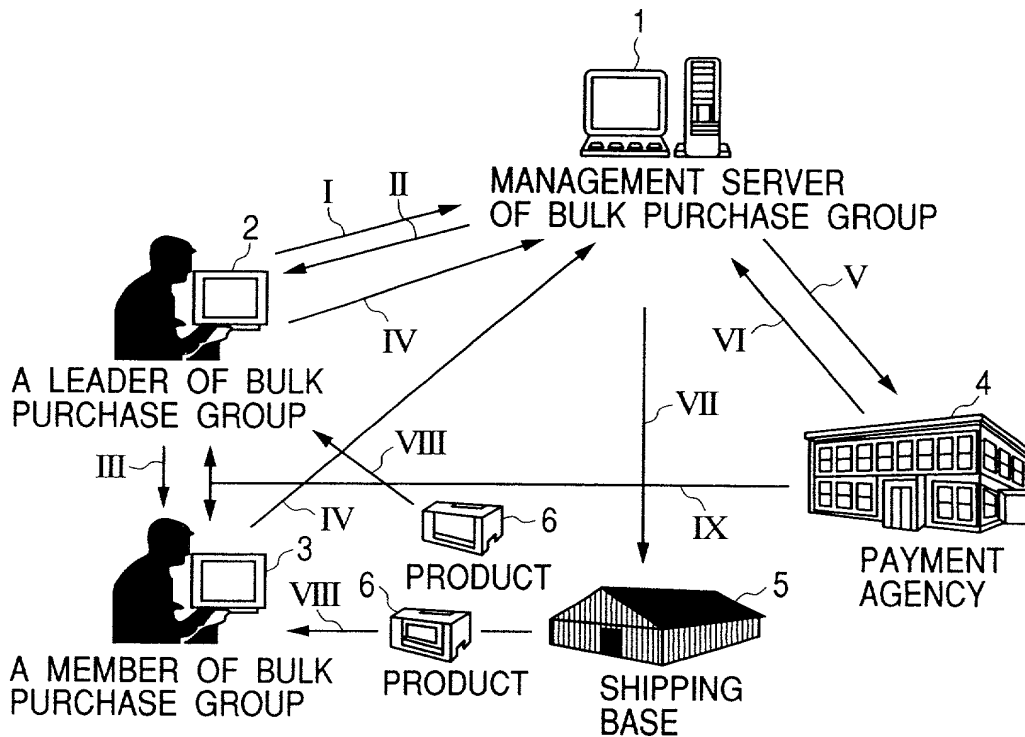 1
MANAGEMENT SERVER
OF BULK PURCHASE GROUP
I
II
2
IV
V
VI
A LEADER OF BULK
PURCHASE GROUP
VII
4
III
VIII
IV
6
IX
PRODUCT
PAYMENT
AGENCY
3
VIII
6
5
A MEMBER OF BULK
PURCHASE GROUP
PRODUCT
SHIPPING
BASE